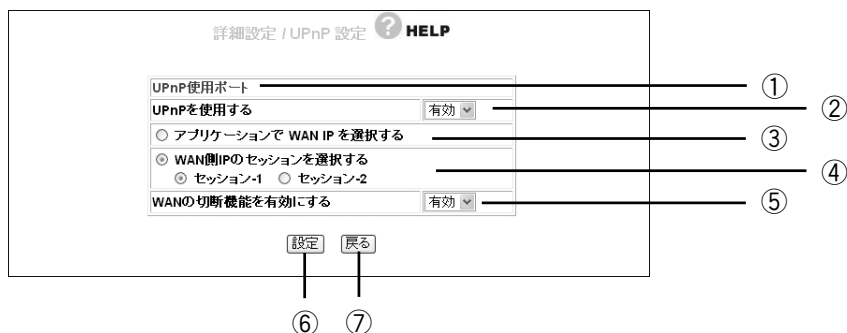 詳細設定 / UPnP 設定 ? HELP
UPnP使用ポート ①
UPnPを使用する 有効 ②
アプリケーションで WAN IP を選択する ③
WAN側IPのセッションを選択する ④
セッション-1 セッション-2
WANの切断機能を有効にする 有効 ⑤
設定 戻る
⑥ ⑦